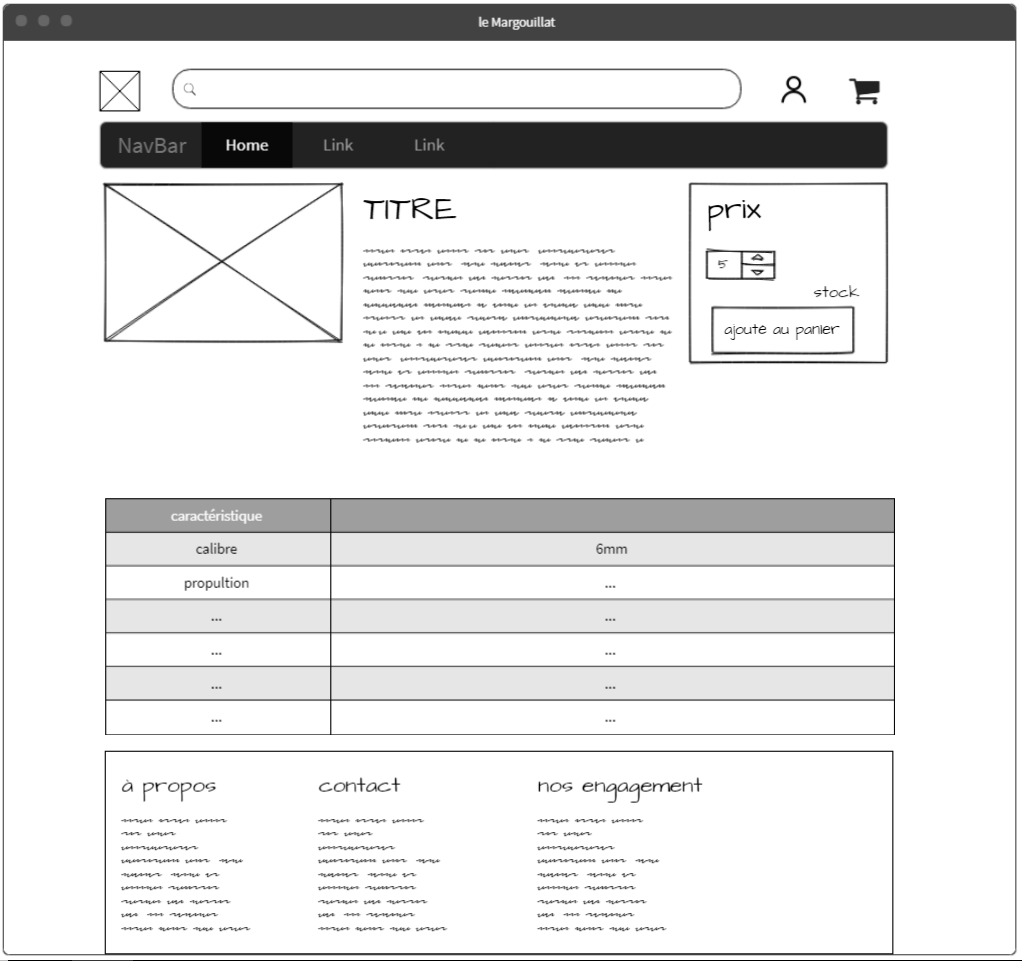 le Margouillat
NavBar Home Link Link
TITRE
prix
5
stock
ajoute au panier
caractéristique
calibre 6mm
propultion ...
... ...
... ...
... ...
... ...
à propos contact nos engagement